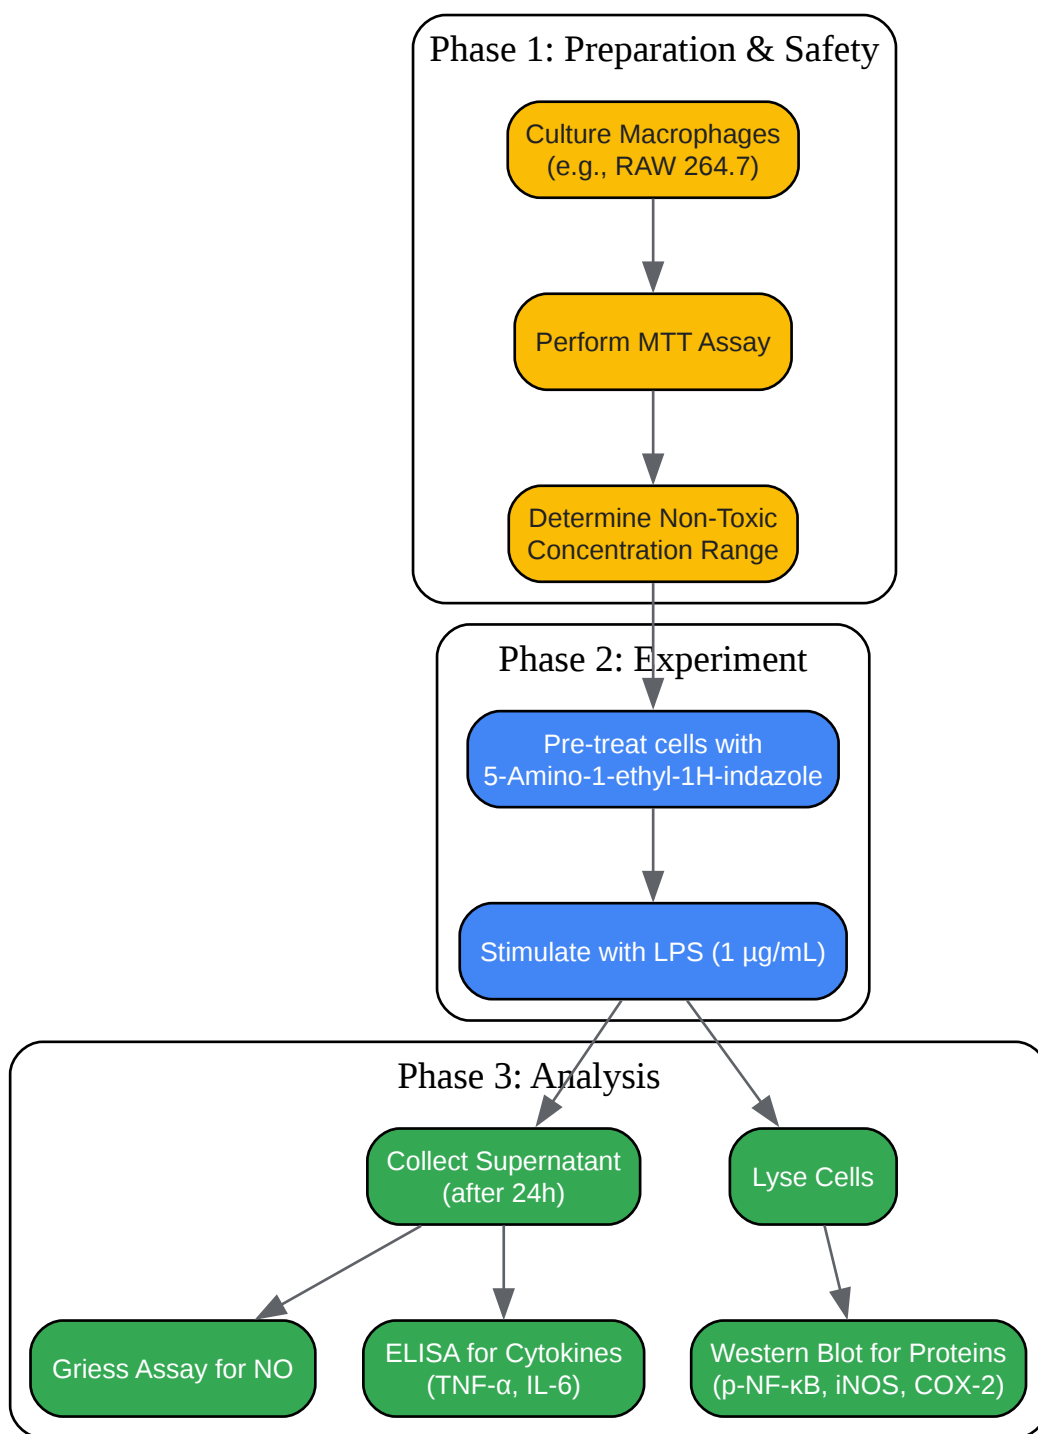 Phase 1: Preparation & Safety
Culture Macrophages
(e.g., RAW 264.7)
Perform MTT Assay
Determine Non-Toxic
Concentration Range
Phase 2: Experiment
Pre-treat cells with
5-Amino-1-ethyl-1H-indazole
Stimulate with LPS (1 µg/mL)
Phase 3: Analysis
Collect Supernatant
(after 24h)
Lyse Cells
Griess Assay for NO
ELISA for Cytokines
(TNF-α, IL-6)
Western Blot for Proteins
(p-NF-κB, iNOS, COX-2)